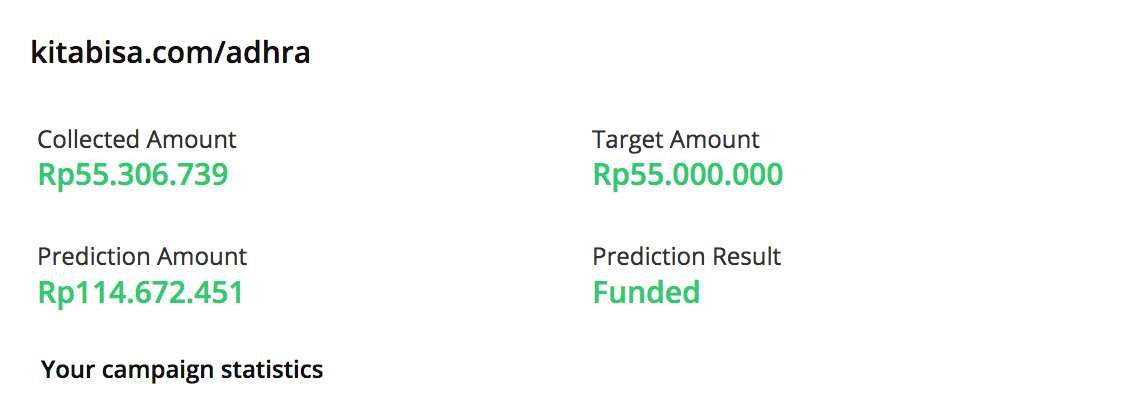 kitabisa.com/adhra
Collected Amount
Rp55.306.739
Target Amount
Rp55.000.000
Prediction Amount
Rp114.672.451
Prediction Result
Funded
Your campaign statistics